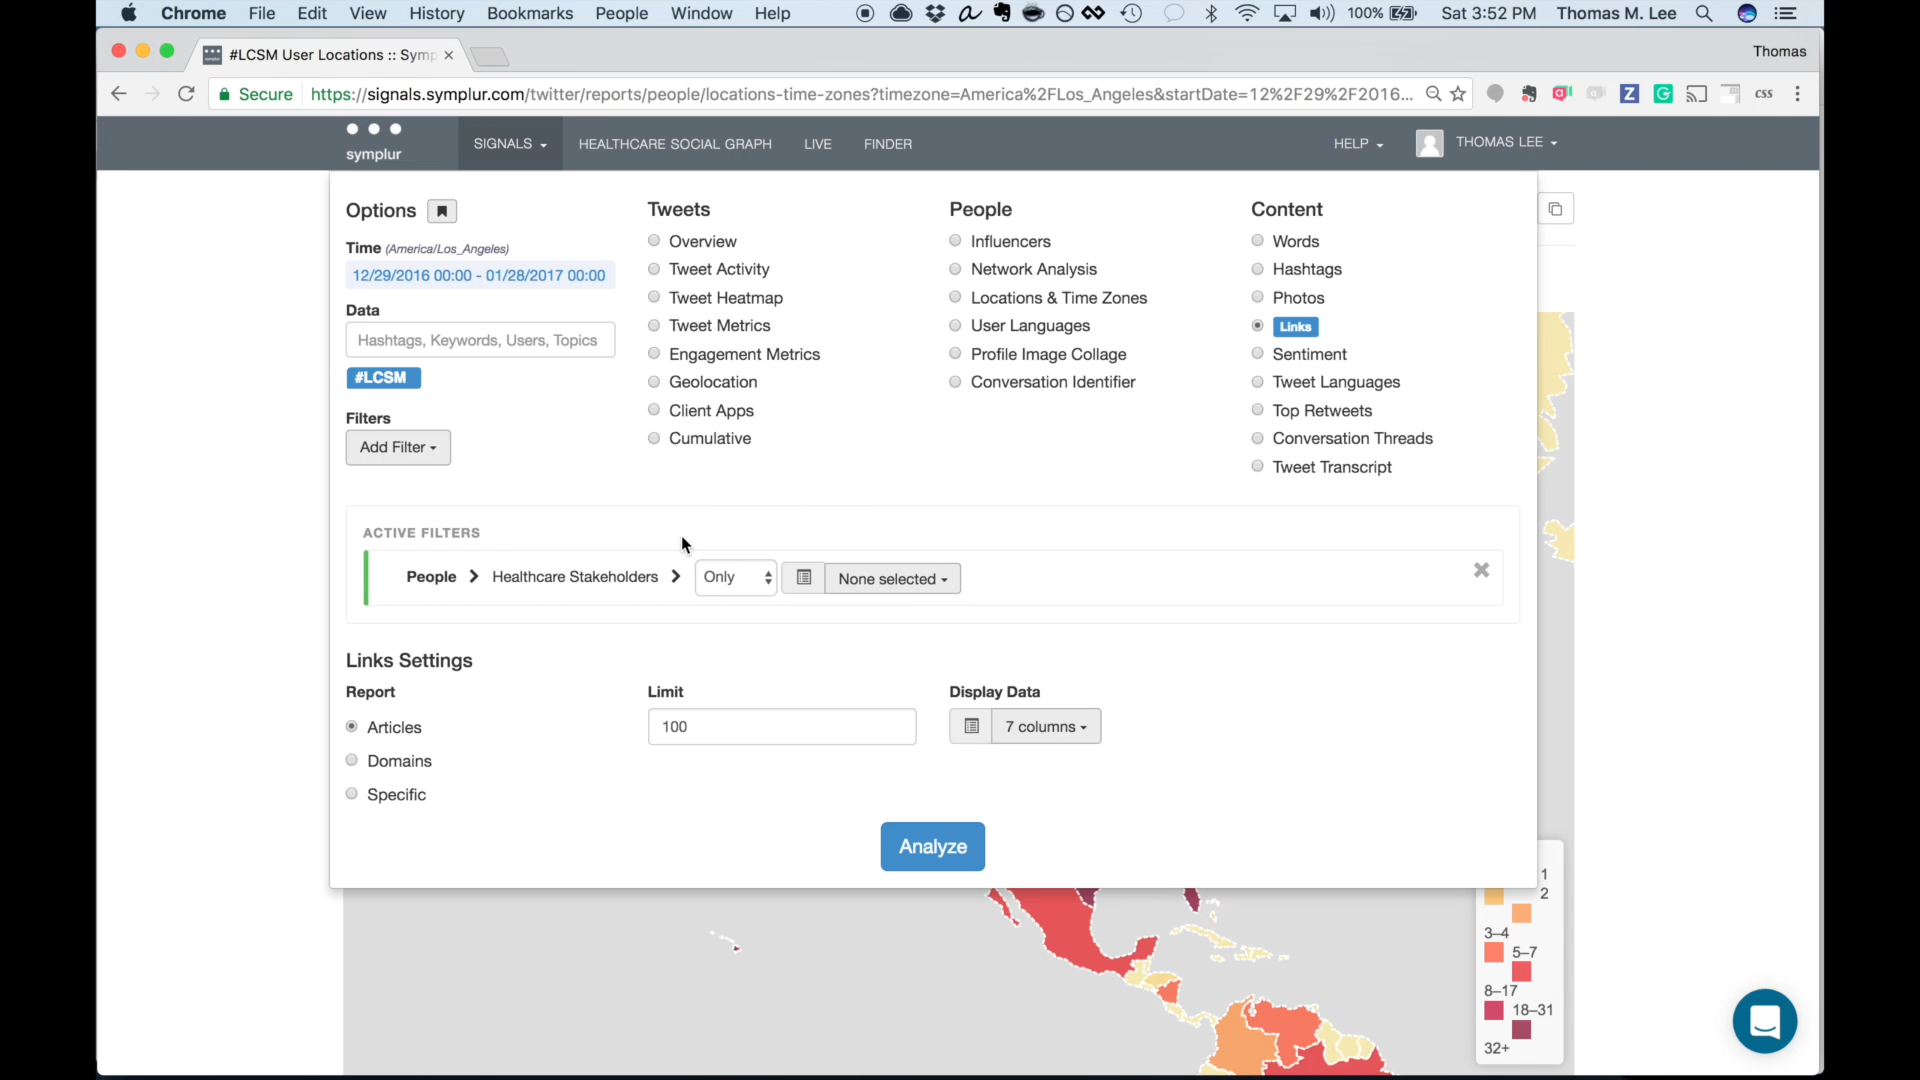 Chrome File Edit View History Bookmarks People Window Help 100% Sat 3:52 PM Thomas M. Lee
#LCSM User Locations :: Symp × Thomas
Secure https://signals.symplur.com/twitter/reports/people/locations-time-zones?timezone=America%2FLos_Angeles&startDate=12%2F29%2F2016... css
symplur SIGNALS HEALTHCARE SOCIAL GRAPH LIVE FINDER HELP THOMAS LEE
Options
Time (America/Los_Angeles)
12/29/2016 00:00 - 01/28/2017 00:00
Data
Hashtags, Keywords, Users, Topics
#LCSM
Filters
Add Filter
Tweets
Overview
Tweet Activity
Tweet Heatmap
Tweet Metrics
Engagement Metrics
Geolocation
Client Apps
Cumulative
People
Influencers
Network Analysis
Locations & Time Zones
User Languages
Profile Image Collage
Conversation Identifier
Content
Words
Hashtags
Photos
Links
Sentiment
Tweet Languages
Top Retweets
Conversation Threads
Tweet Transcript
ACTIVE FILTERS
People Healthcare Stakeholders Only None selected
Links Settings
Report
Articles
Domains
Specific
Limit
100
Display Data
7 columns
Analyze
1
2
3–4
5–7
8–17
18–31
32+